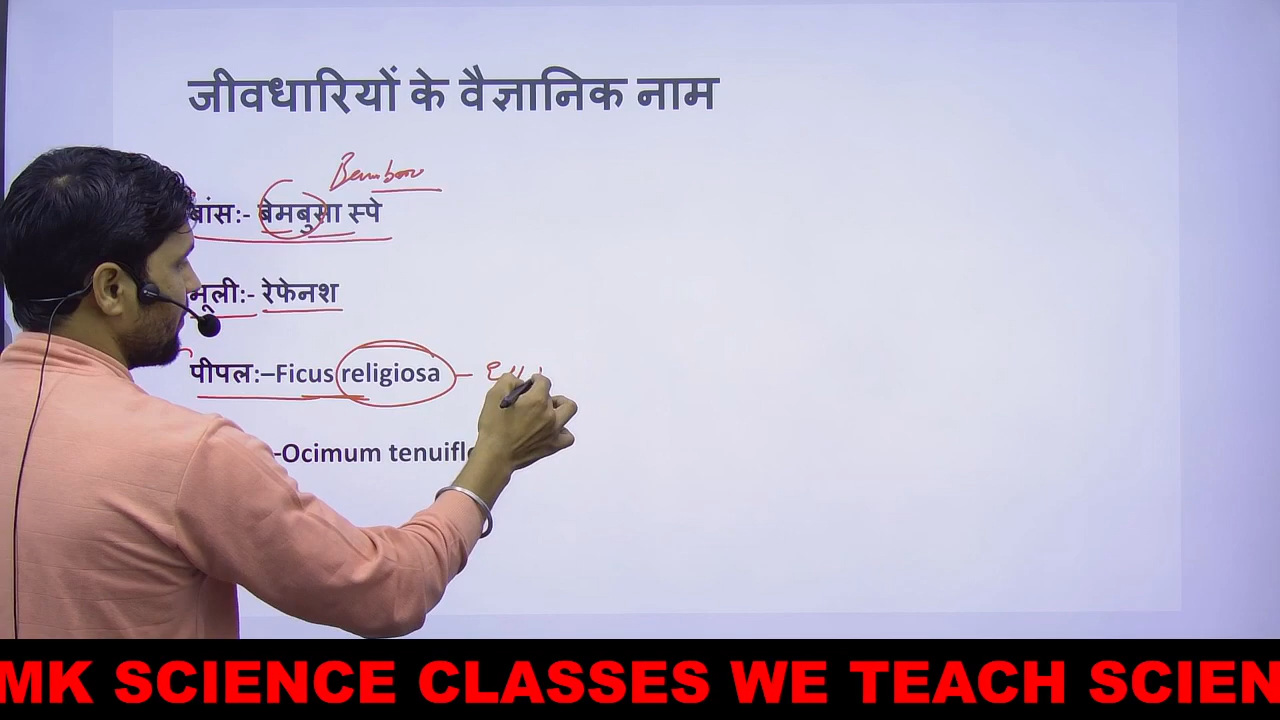 जीवधारियों के वैज्ञानिक नाम
Bamboo
बांस:- बेमबुसा स्पे
मूली:- रेफेनश
पीपल:–Ficus religiosa –
-Ocimum tenuifl
MK SCIENCE CLASSES WE TEACH SCIEN